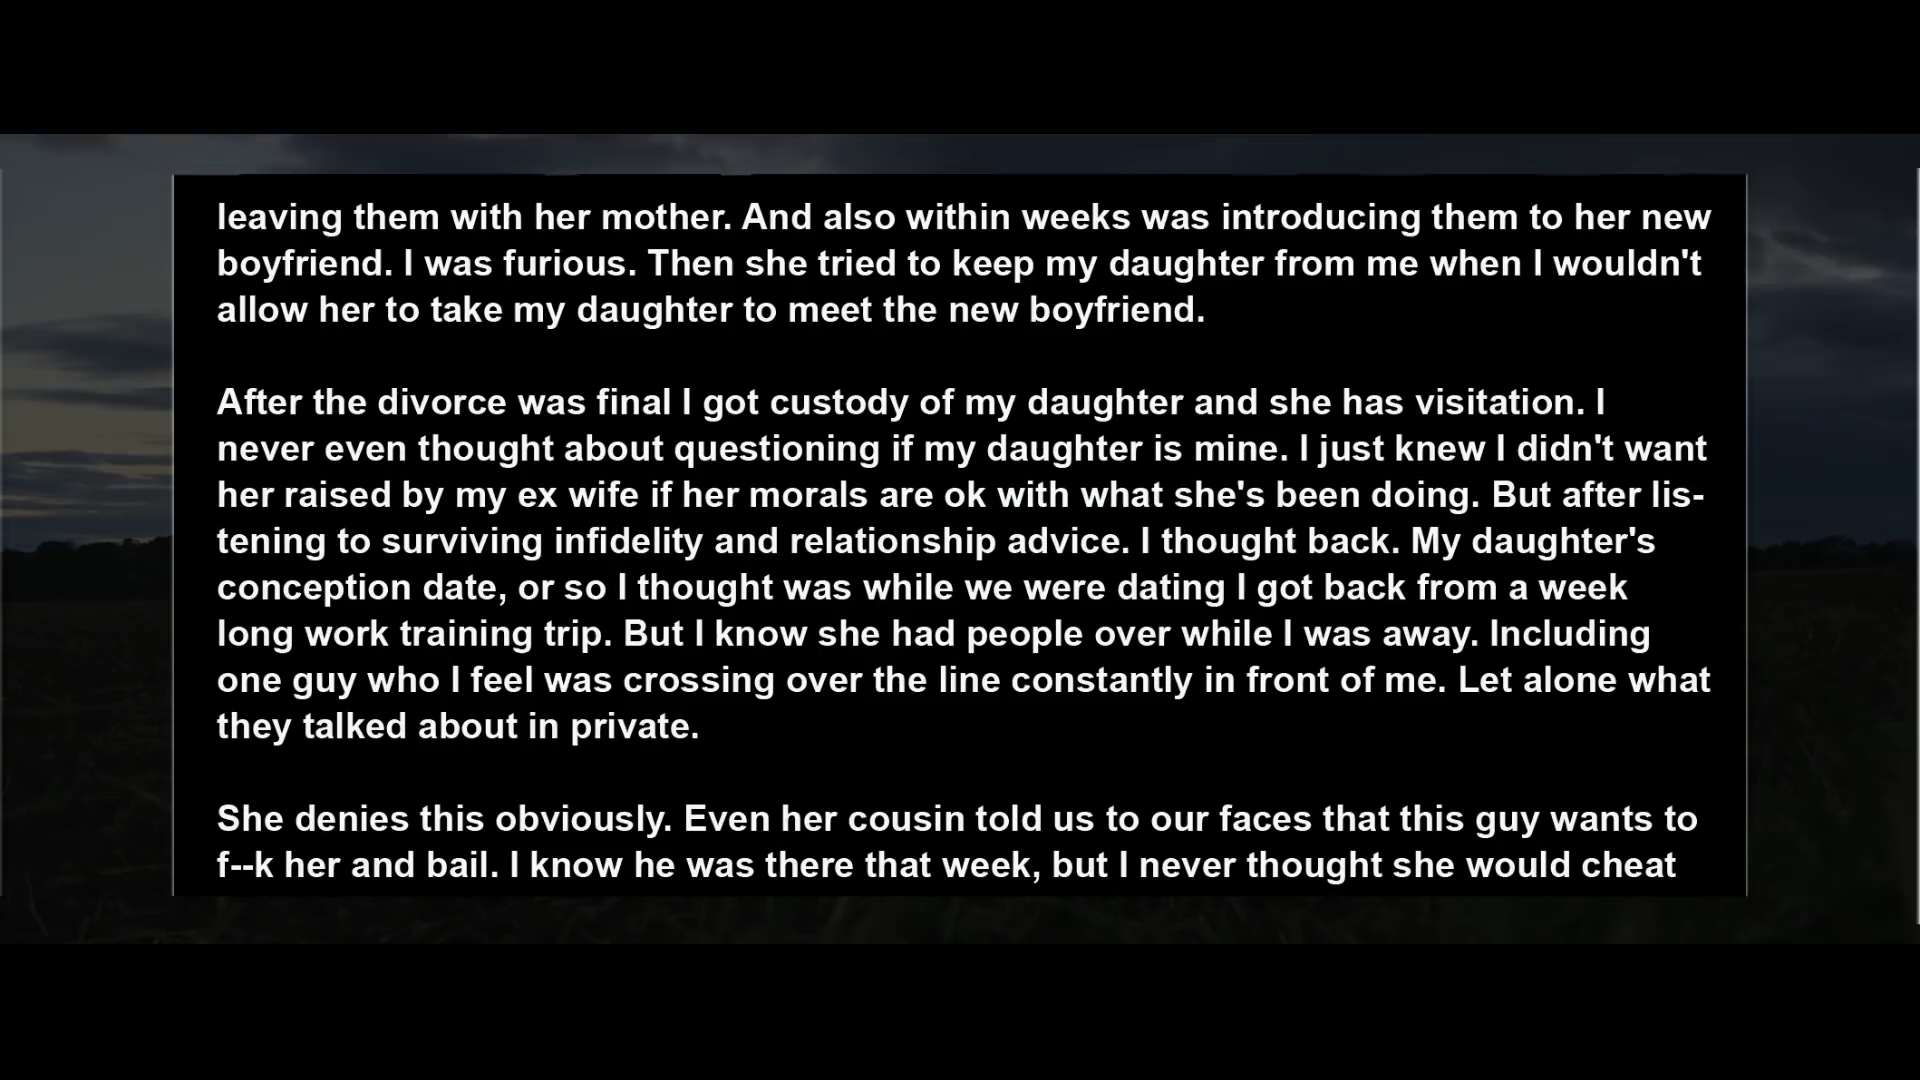 leaving them with her mother. And also within weeks was introducing them to her new
boyfriend. I was furious. Then she tried to keep my daughter from me when I wouldn't
allow her to take my daughter to meet the new boyfriend.
After the divorce was final I got custody of my daughter and she has visitation. I
never even thought about questioning if my daughter is mine. I just knew I didn't want
her raised by my ex wife if her morals are ok with what she's been doing. But after lis-
tening to surviving infidelity and relationship advice. I thought back. My daughter's
conception date, or so I thought was while we were dating I got back from a week
long work training trip. But I know she had people over while I was away. Including
one guy who I feel was crossing over the line constantly in front of me. Let alone what
they talked about in private.
She denies this obviously. Even her cousin told us to our faces that this guy wants to
f--k her and bail. I know he was there that week, but I never thought she would cheat